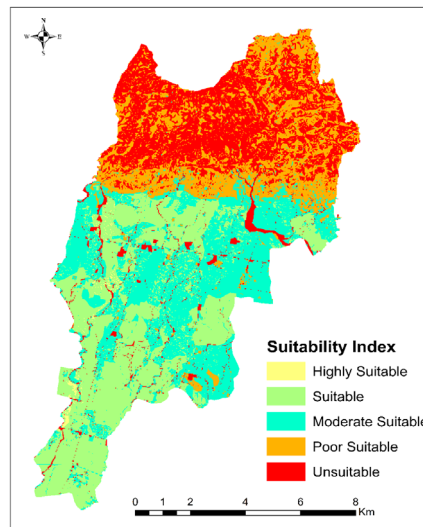 N
W E
S
Suitability Index
Highly Suitable
Suitable
Moderate Suitable
Poor Suitable
Unsuitable
0 1 2 4 6 8
Km